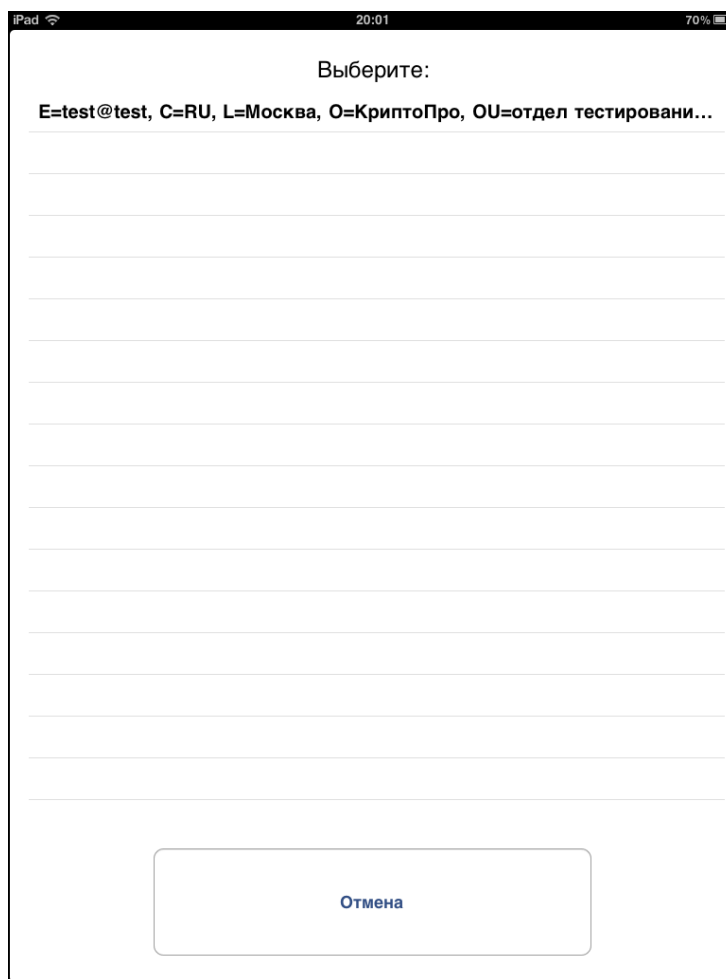 iPad 20:01 70%
Выберите:
E=test@test, C=RU, L=Москва, O=КриптоПро, OU=отдел тестировани...
Отмена